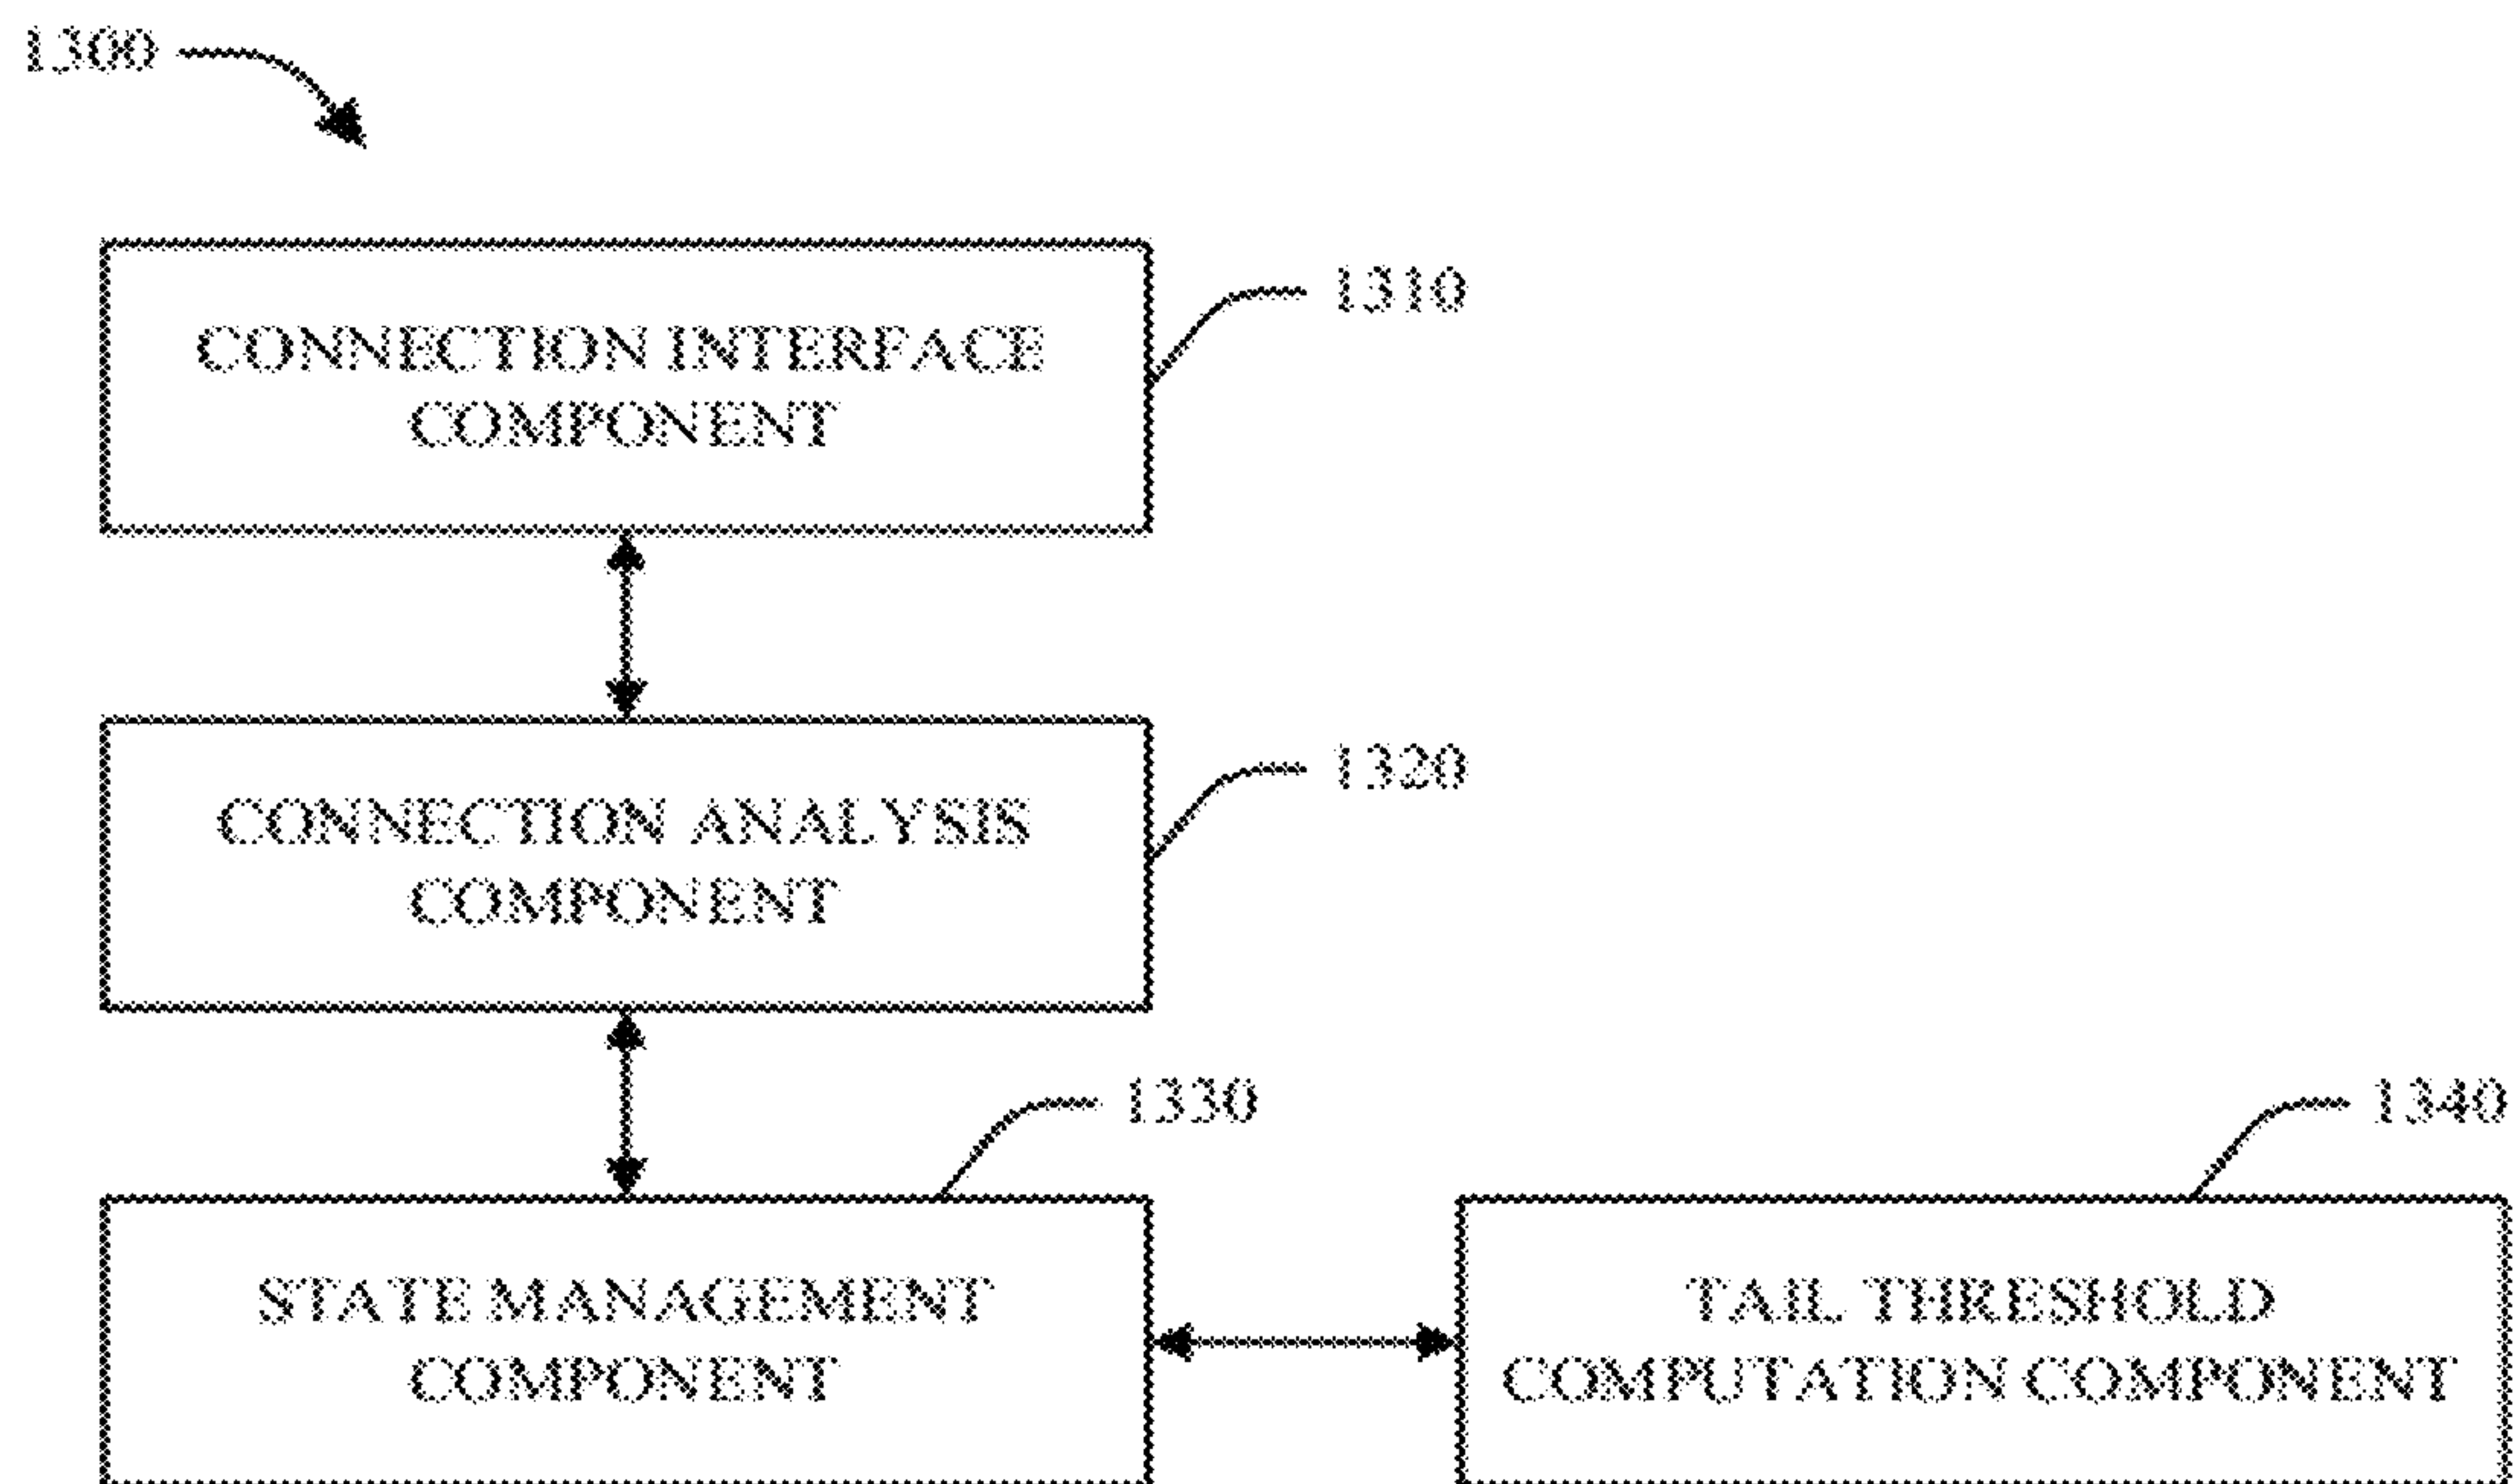 1300
1310
CONNECTION INTERFACE
COMPONENT
1320
CONNECTION ANALYSIS
COMPONENT
1330
1340
STATE MANAGEMENT
COMPONENT
TAIL THRESHOLD
COMPUTATION COMPONENT